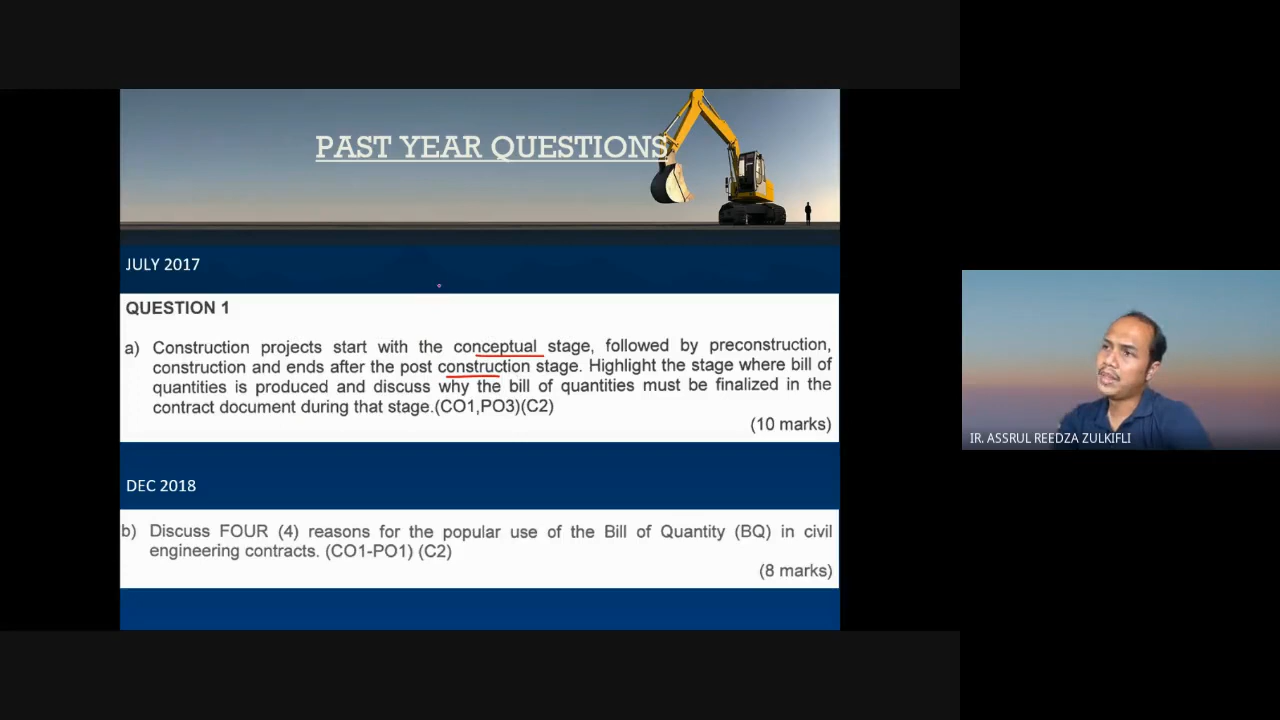 PAST YEAR QUESTIONS
JULY 2017
QUESTION 1
a) Construction projects start with the conceptual stage, followed by preconstruction,
construction and ends after the post construction stage. Highlight the stage where bill of
quantities is produced and discuss why the bill of quantities must be finalized in the
contract document during that stage.(CO1,PO3)(C2)
(10 marks)
IR. ASSRUL REEDZA ZULKIFLI
DEC 2018
b) Discuss FOUR (4) reasons for the popular use of the Bill of Quantity (BQ) in civil
engineering contracts. (CO1-PO1) (C2)
(8 marks)